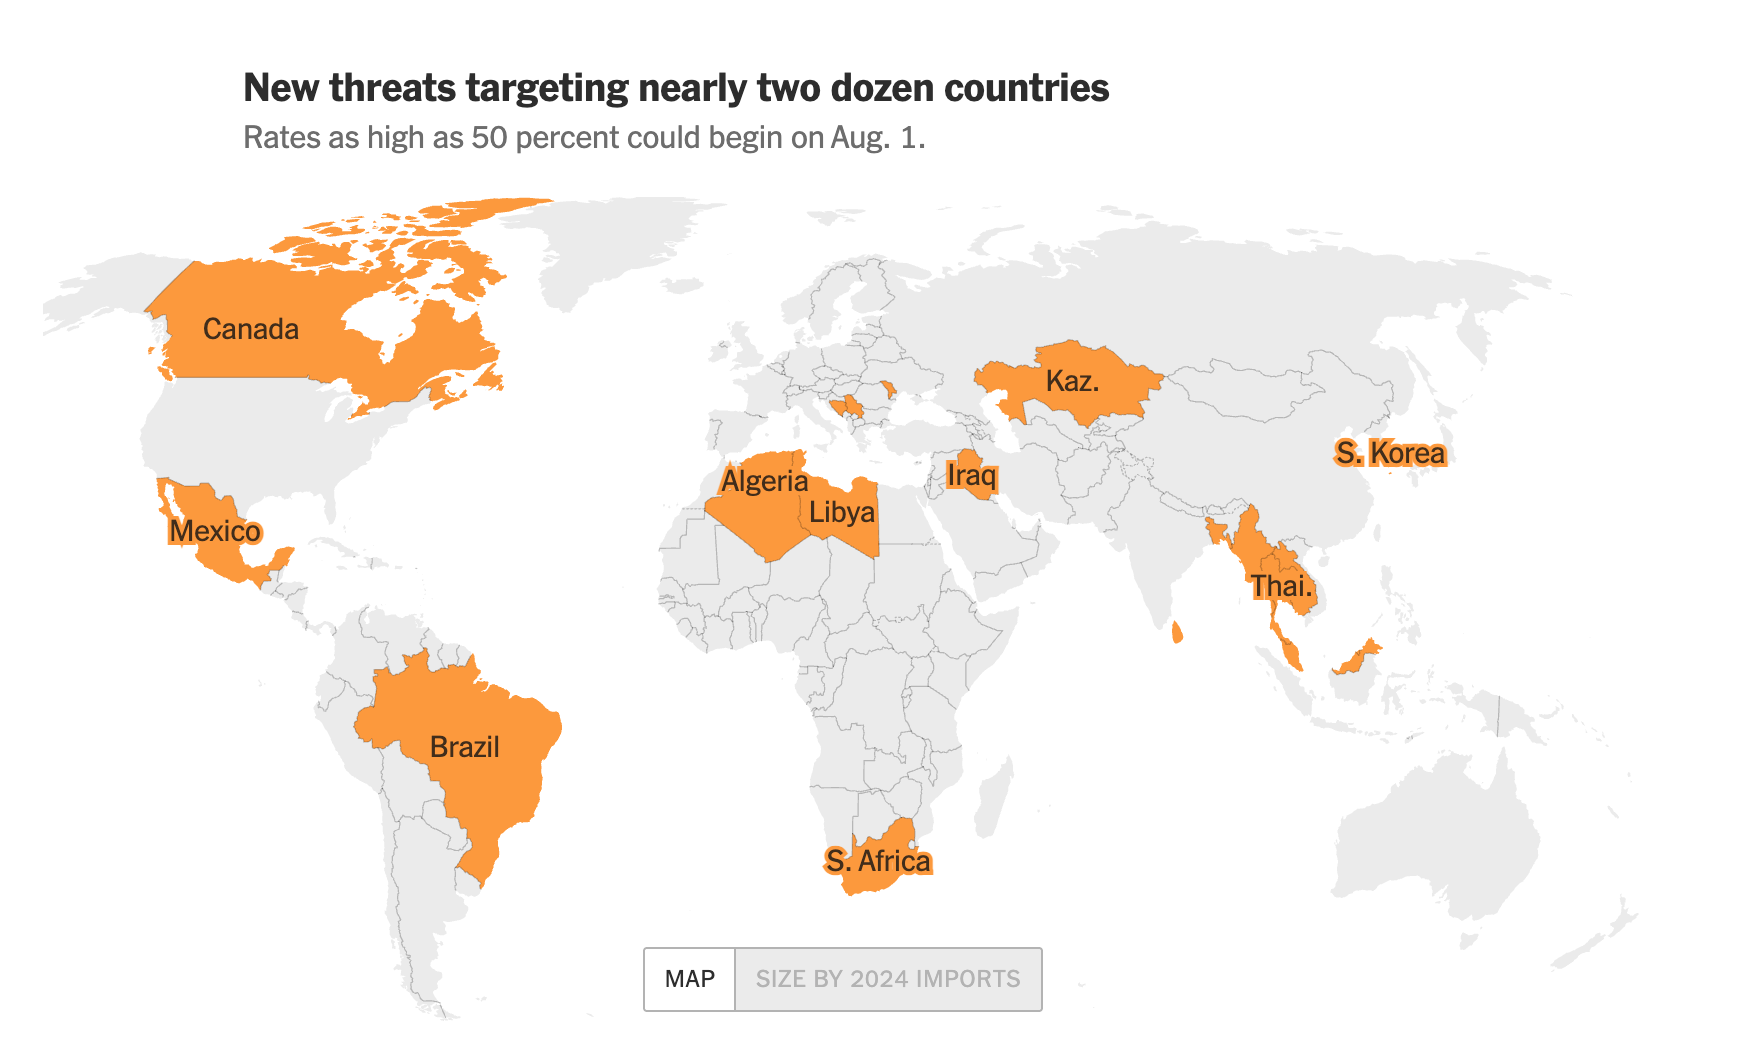 New threats targeting nearly two dozen countries
Rates as high as 50 percent could begin on Aug. 1.
Canada
Kaz.
S. Korea
Algeria
Iraq
Libya
Mexico
Thai.
Brazil
S. Africa
MAP
SIZE BY 2024 IMPORTS